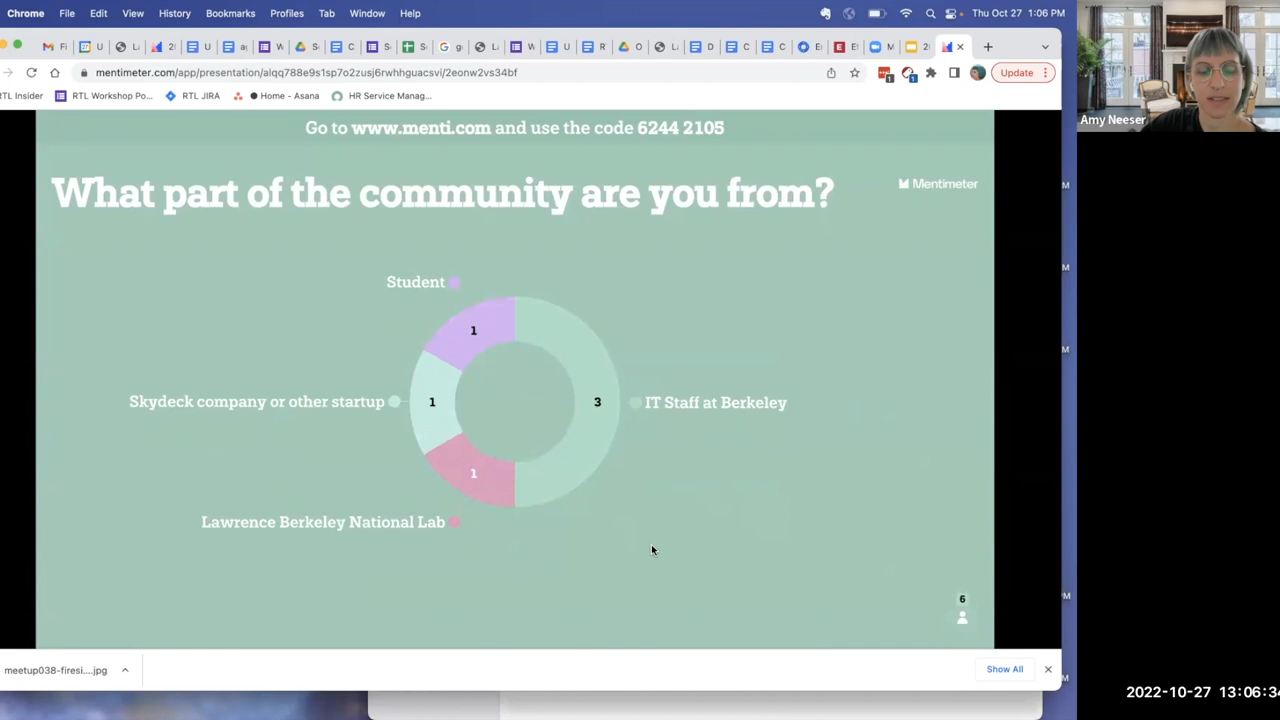 Chrome File Edit View History Bookmarks Profiles Tab Window Help Thu Oct 27 1:06 PM
mentimeter.com/app/presentation/alqq788e9s1sp7o2zusj6rwhhguacsvi/2eonw2vs34bf
Update
TL Insider RTL Workshop Po... RTL JIRA Home - Asana HR Service Manag...
Amy Neeser
Go to www.menti.com and use the code 6244 2105
What part of the community are you from?
Mentimeter
Student
1
Skydeck company or other startup
1
3
IT Staff at Berkeley
1
Lawrence Berkeley National Lab
6
meetup038-firesi....jpg
Show All
2022-10-27 13:06:34